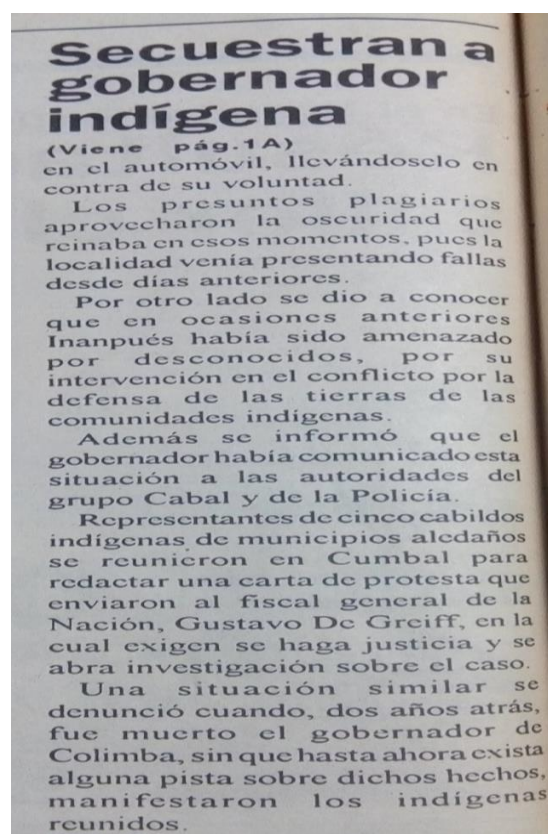 Secuestran a
gobernador
indígena
(Viene pág.1A)
en el automóvil, llevándoselo en
contra de su voluntad.
Los presuntos plagiarios
aprovecharon la oscuridad que
reinaba en esos momentos, pues la
localidad venía presentando fallas
desde días anteriores.
Por otro lado se dio a conocer
que en ocasiones anteriores
Inanpués había sido amenazado
por desconocidos, por su
intervención en el conflicto por la
defensa de las tierras de las
comunidades indígenas.
Además se informó que el
gobernador había comunicado esta
situación a las autoridades del
grupo Cabal y de la Policía.
Representantes de cinco cabildos
indígenas de municipios aledaños
se reunieron en Cumbal para
redactar una carta de protesta que
enviaron al fiscal general de la
Nación, Gustavo De Greiff, en la
cual exigen se haga justicia y se
abra investigación sobre el caso.
Una situación similar se
denunció cuando, dos años atrás,
fue muerto el gobernador de
Colimba, sin que hasta ahora exista
alguna pista sobre dichos hechos,
manifestaron los indígenas
reunidos.